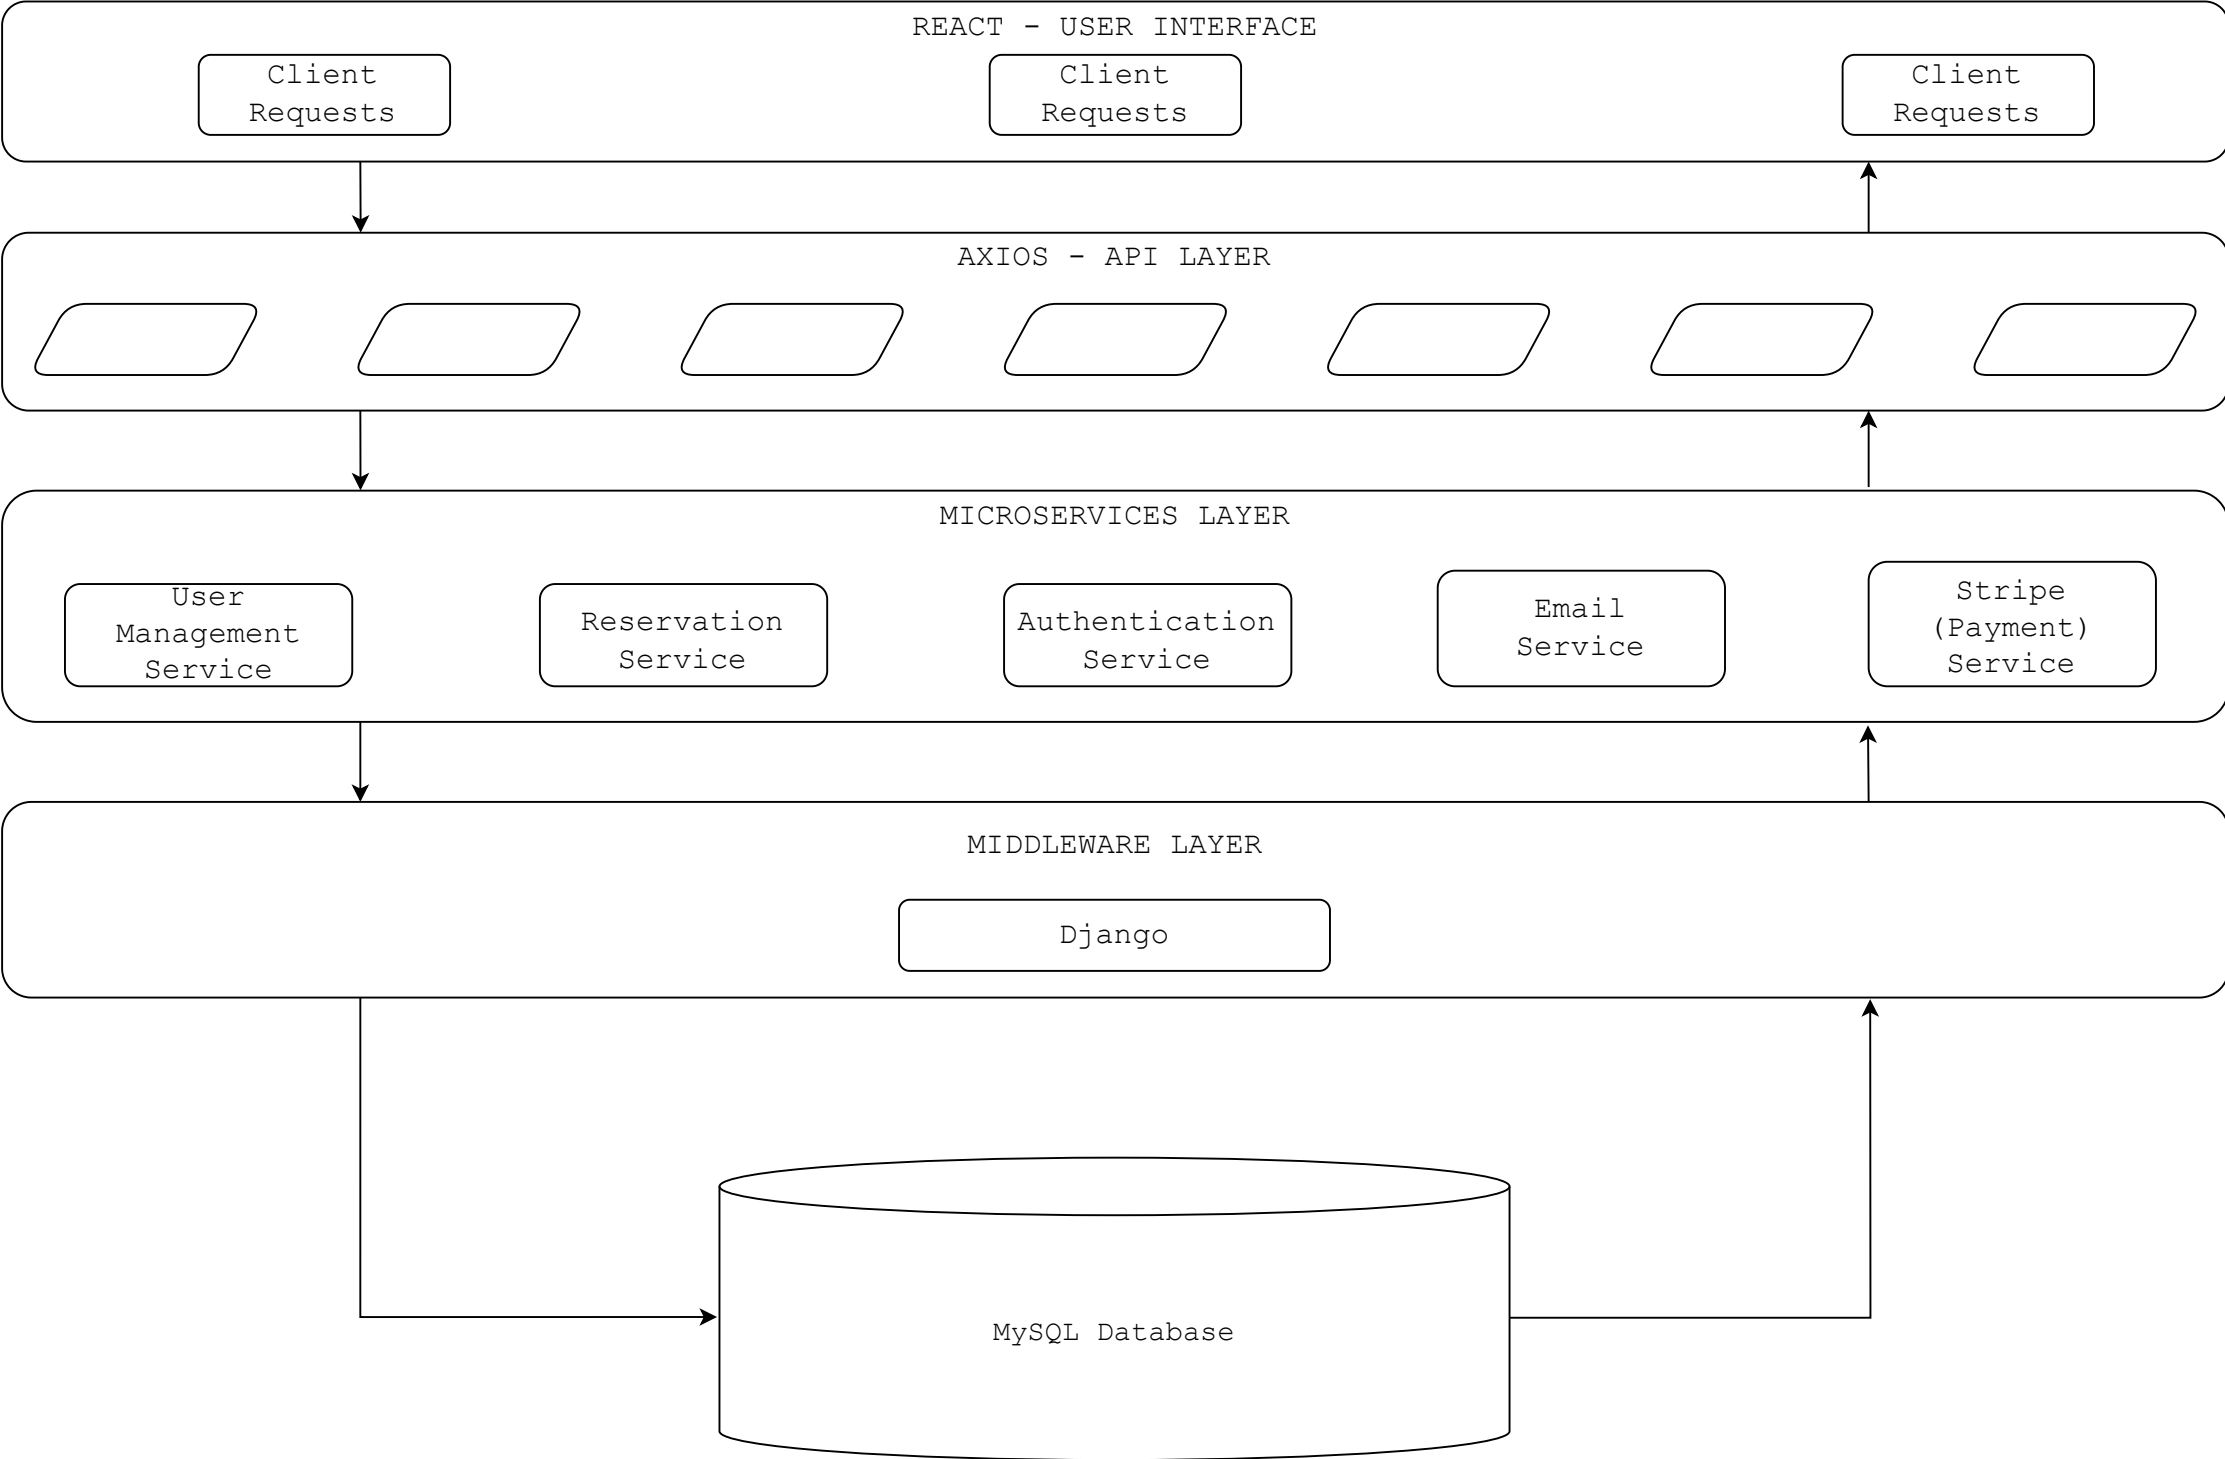 REACT - USER INTERFACE
Client
Requests
Client
Requests
Client
Requests
AXIOS - API LAYER
MICROSERVICES LAYER
User
Management
Service
Reservation
Service
Authentication
Service
Email
Service
Stripe
(Payment)
Service
MIDDLEWARE LAYER
Django
MySQL Database